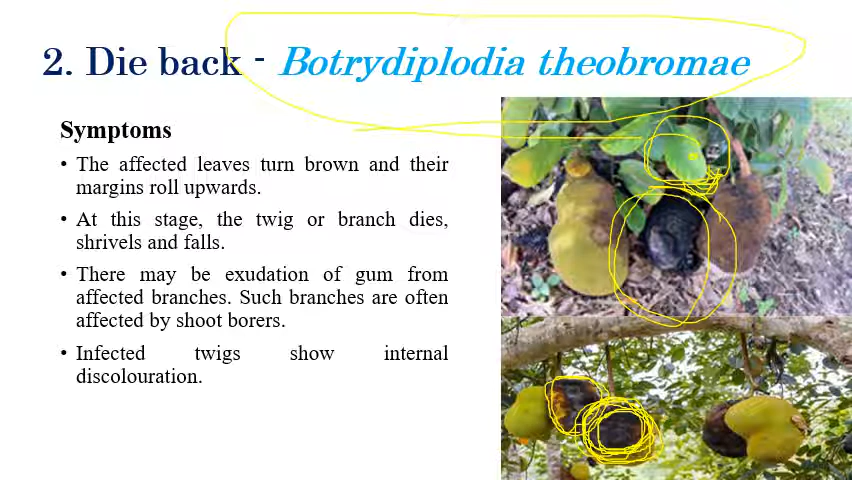 2. Die back - Botrydiplodia theobromae
Symptoms
• The affected leaves turn brown and their
margins roll upwards.
• At this stage, the twig or branch dies,
shrivels and falls.
• There may be exudation of gum from
affected branches. Such branches are often
affected by shoot borers.
• Infected twigs show internal
discolouration.